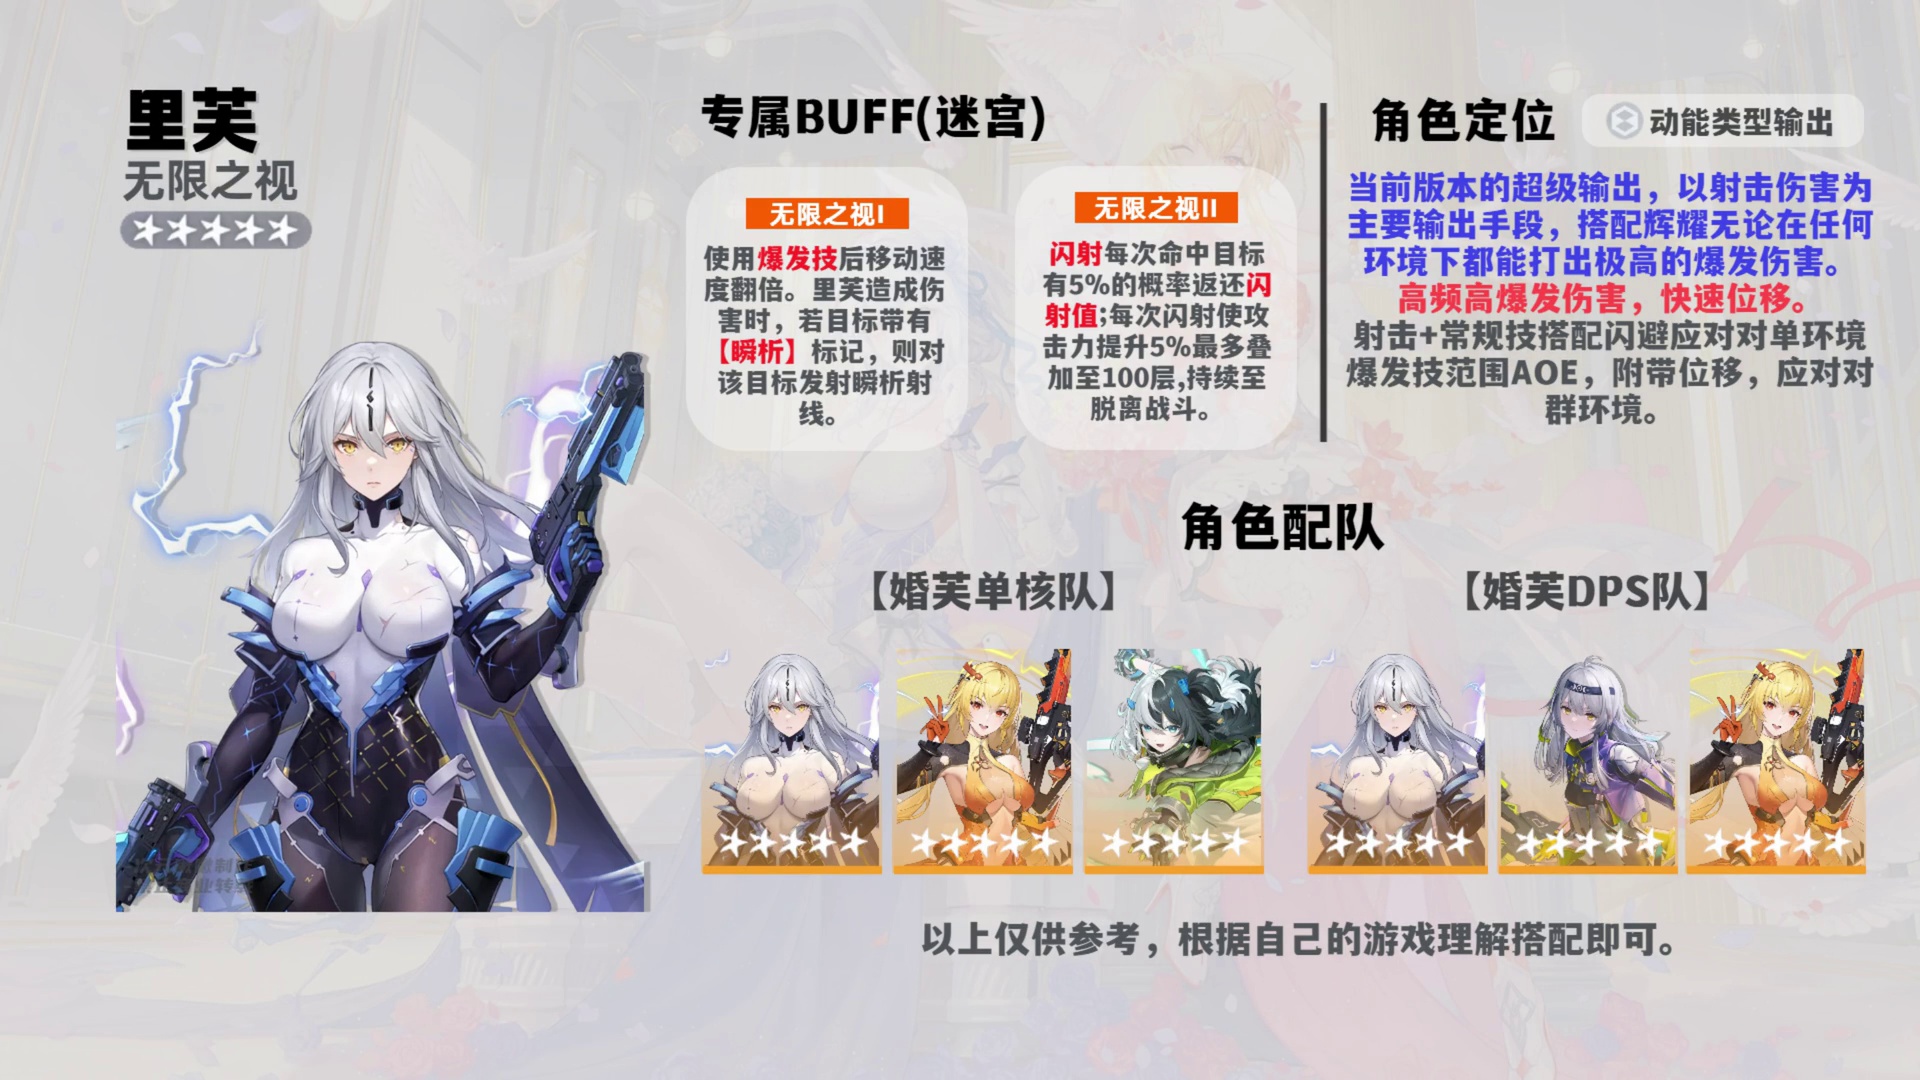 里芙
无限之视
专属BUFF(迷宫)
无限之视I
使用爆发技后移动速
度翻倍。里芙造成伤
害时，若目标带有
【瞬析】标记，则对
该目标发射瞬析射
线。
无限之视II
闪射每次命中目标
有5%的概率返还闪
射值;每次闪射使攻
击力提升5%最多叠
加至100层,持续至
脱离战斗。
角色定位
动能类型输出
当前版本的超级输出，以射击伤害为
主要输出手段，搭配辉耀无论在任何
环境下都能打出极高的爆发伤害。
高频高爆发伤害，快速位移。
射击+常规技搭配闪避应对对单环境
爆发技范围AOE，附带位移，应对对
群环境。
角色配队
【婚芙单核队】
【婚芙DPS队】
以上仅供参考，根据自己的游戏理解搭配即可。